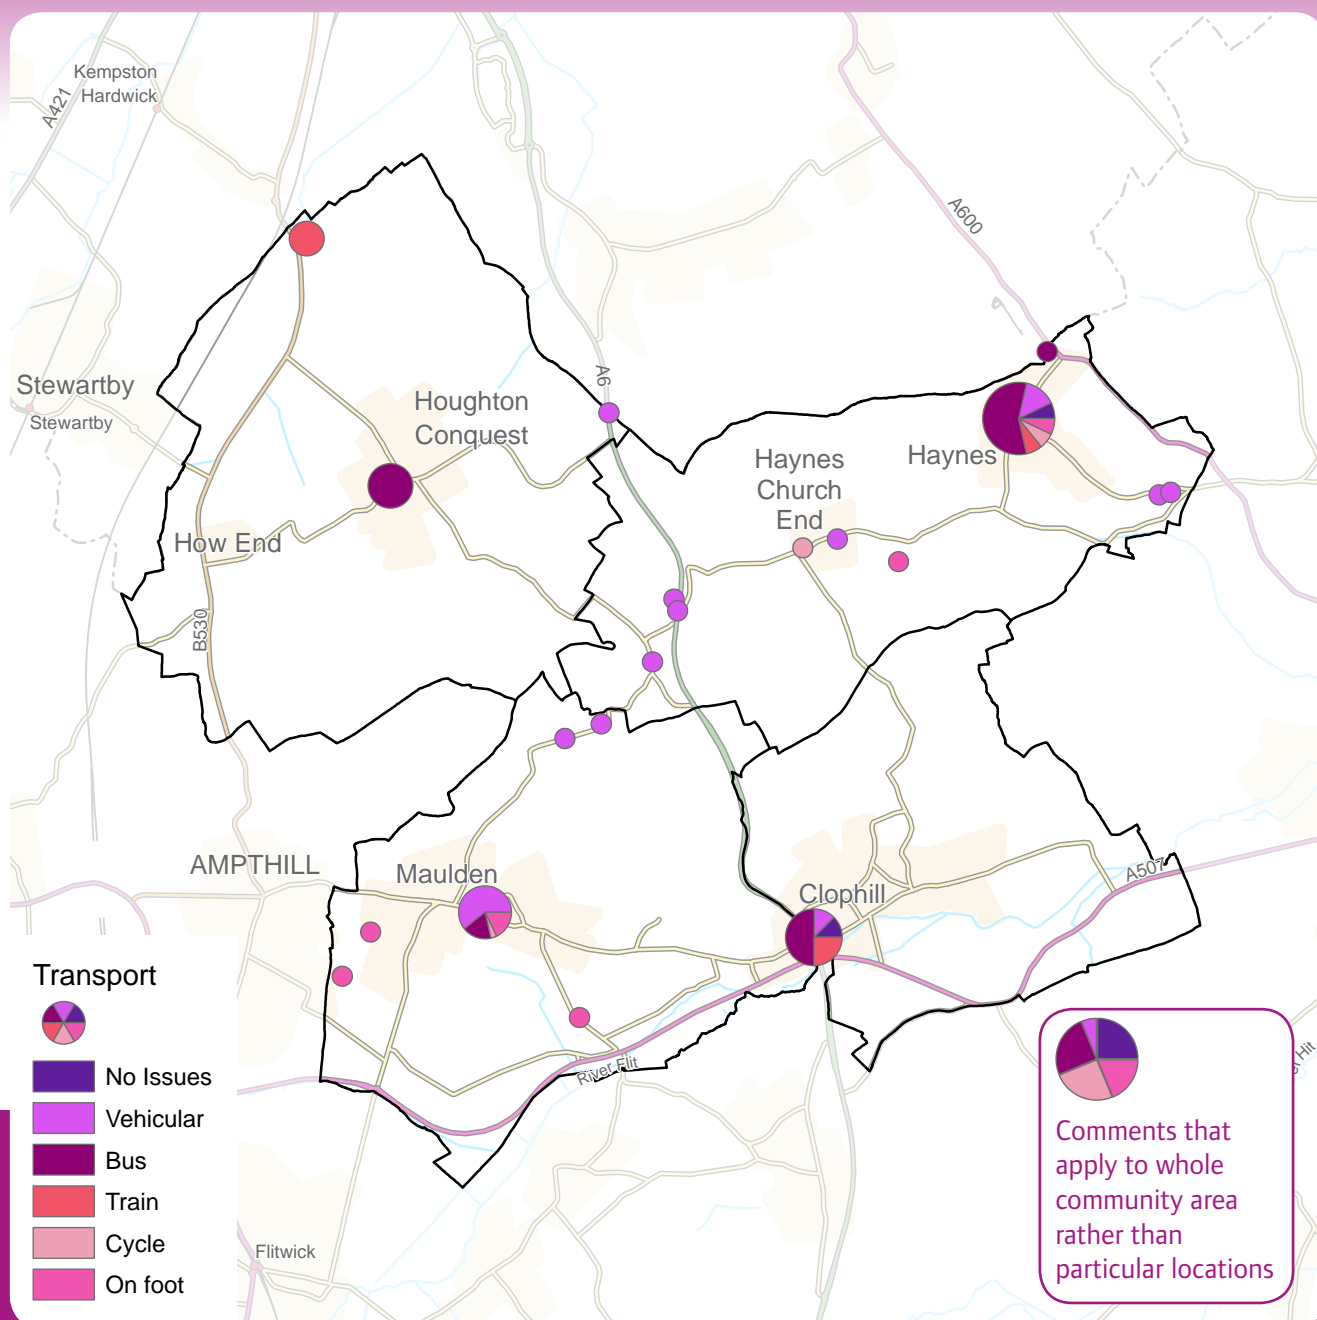 Kempston
Hardwick
A421
A600
Stewartby
Stewartby
A6
Houghton
Conquest
Haynes
Haynes
Church
End
How End
B530
AMPTHILL
Maulden
Clophill
A507
River Flit
Hit
Flitwick
Transport
No Issues
Vehicular
Bus
Train
Cycle
On foot
Comments that
apply to whole
community area
rather than
particular locations